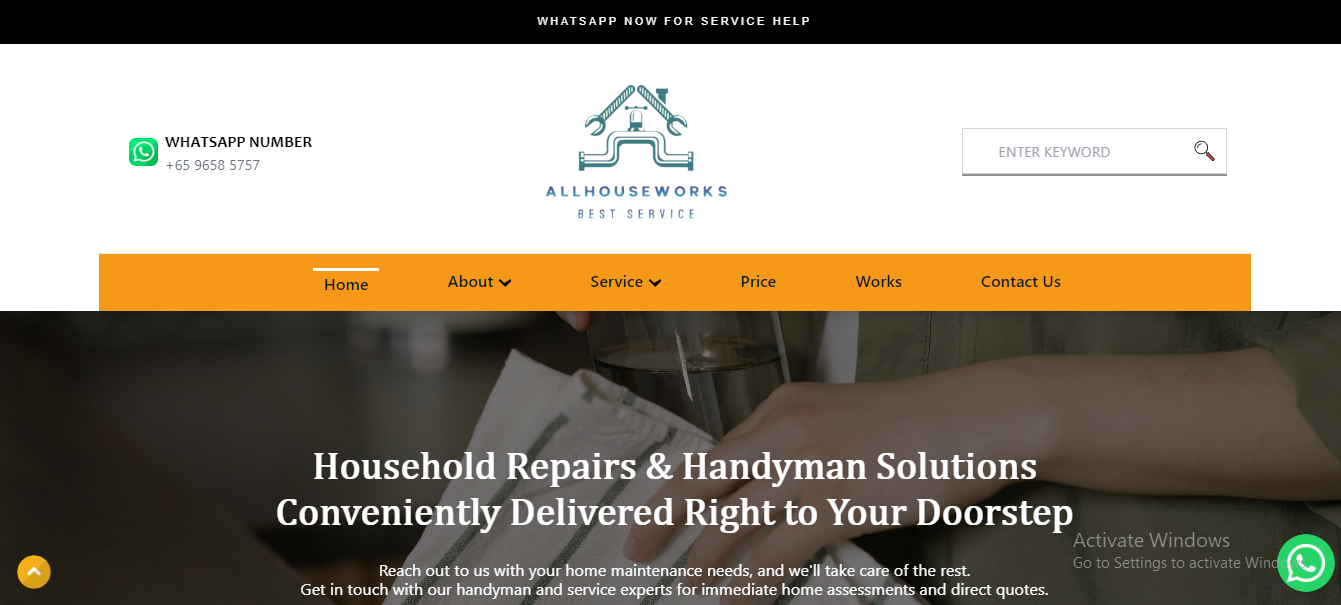 WHATSAPP NOW FOR SERVICE HELP
WHATSAPP NUMBER
+65 9658 5757
ALLHOUSEWORKS
BEST SERVICE
ENTER KEYWORD
Home
About
Service
Price
Works
Contact Us
Household Repairs & Handyman Solutions
Conveniently Delivered Right to Your Doorstep
Reach out to us with your home maintenance needs, and we'll take care of the rest.
Get in touch with our handyman and service experts for immediate home assessments and direct quotes.
Activate Windows
Go to Settings to activate